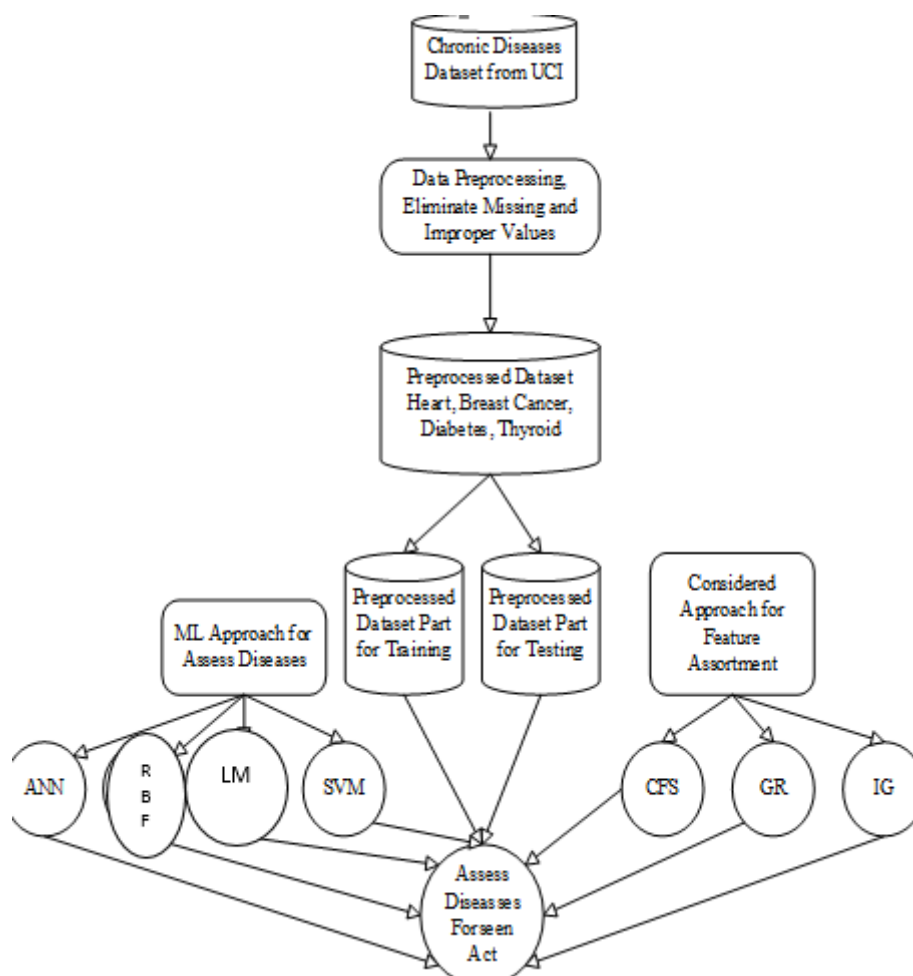 Chronic Diseases
Dataset from UCI
Data Preprocessing,
Eliminate Missing and
Improper Values
Preprocessed Dataset
Heart, Breast Cancer,
Diabetes, Thyroid
Preprocessed
Dataset Part
for Training
Preprocessed
Dataset Part
for Testing
Considered
Approach for
Feature
Assortment
ML Approach for
Assess Diseases
ANN
R
B
F
LM
SVM
CFS
GR
IG
Assess
Diseases
Forseen
Act